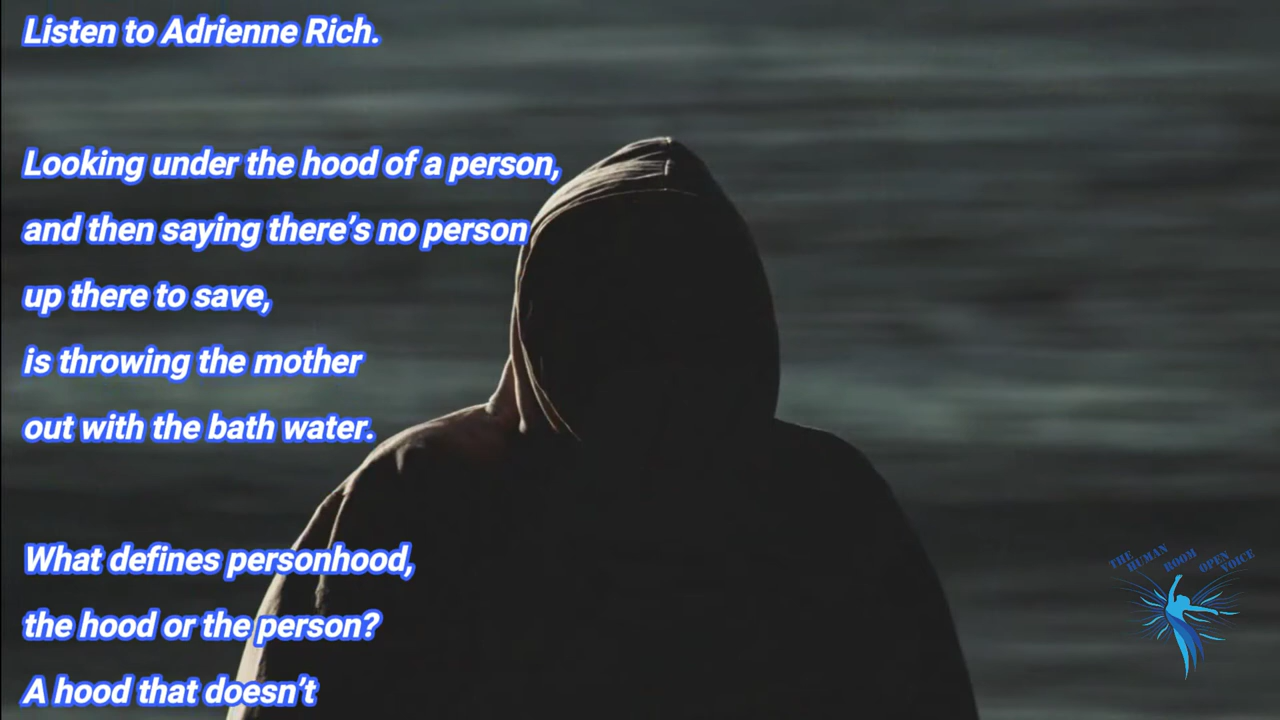 Listen to Adrienne Rich.
Looking under the hood of a person,
and then saying there’s no person
up there to save,
is throwing the mother
out with the bath water.
What defines personhood,
the hood or the person?
A hood that doesn’t
THE HUMAN ROOM OPEN VOICE